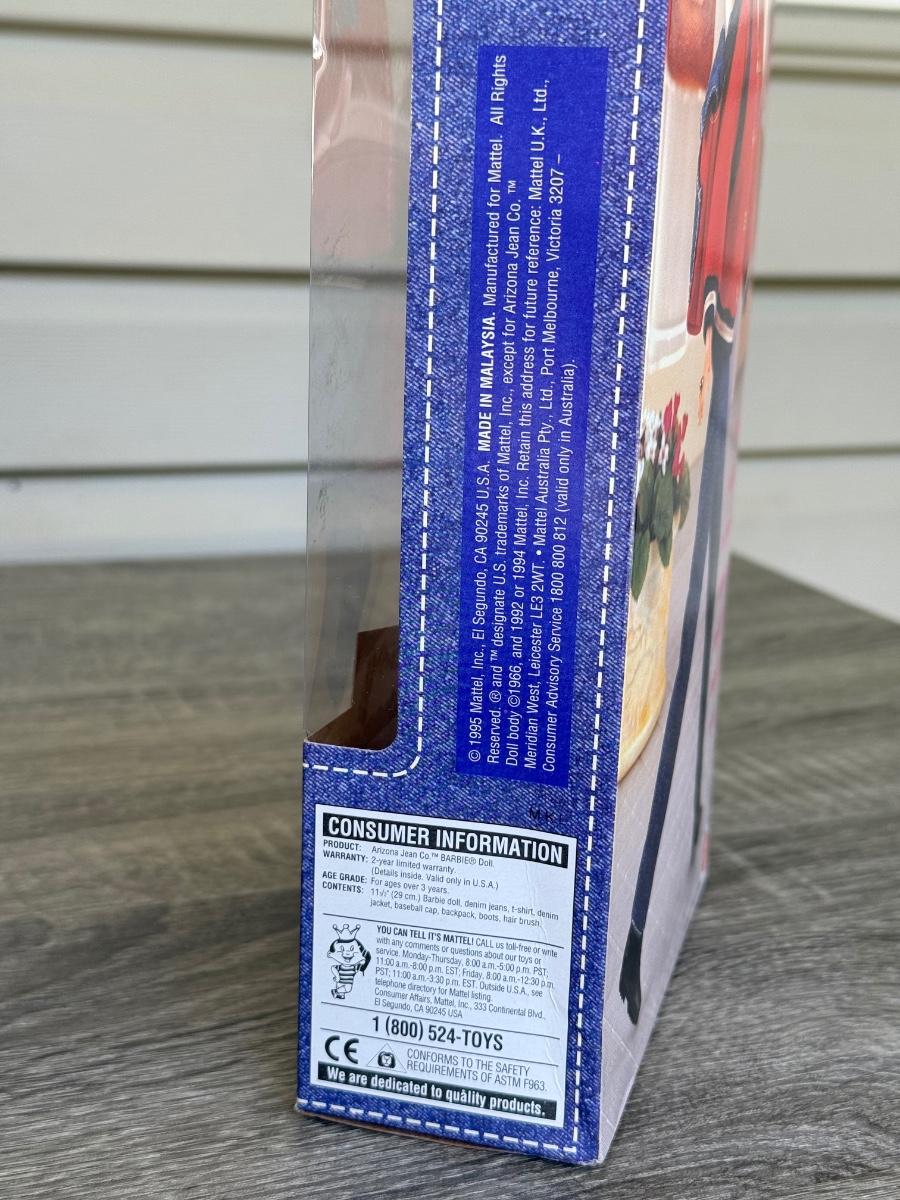 © 1995 Mattel, Inc., El Segundo, CA 90245 U.S.A. MADE IN MALAYSIA. Manufactured for Mattel. All Rights
Reserved. ® and ™ designate U.S. trademarks of Mattel, Inc., except for Arizona Jean Co. ™
Doll body ©1966, and 1992 or 1994 Mattel, Inc. Retain this address for future reference: Mattel U.K., Ltd.,
Meridian West, Leicester LE3 2WT. • Mattel Australia Pty., Ltd., Port Melbourne, Victoria 3207 –
Consumer Advisory Service 1800 800 812 (valid only in Australia).
CONSUMER INFORMATION
PRODUCT: Arizona Jean Co.™ BARBIE® Doll.
WARRANTY: 2-year limited warranty.
(Details inside. Valid only in U.S.A.)
AGE GRADE: For ages over 3 years.
CONTENTS: 11½" (29 cm.) Barbie doll, denim jeans, t-shirt, denim
jacket, baseball cap, backpack, boots, hair brush
YOU CAN TELL IT'S MATTEL! CALL us toll-free or write
with any comments or questions about our toys or
service. Monday-Thursday, 8:00 a.m.-5:00 p.m. PST;
11:00 a.m.-8:00 p.m. EST; Friday, 8:00 a.m.-12:30 p.m.
PST; 11:00 a.m.-3:30 p.m. EST. Outside U.S.A., see
telephone directory for Mattel listing.
Consumer Affairs, Mattel, Inc., 333 Continental Blvd.,
El Segundo, CA 90245 USA
1 (800) 524-TOYS
CE
CONFORMS TO THE SAFETY
REQUIREMENTS OF ASTM F963.
We are dedicated to quality products.